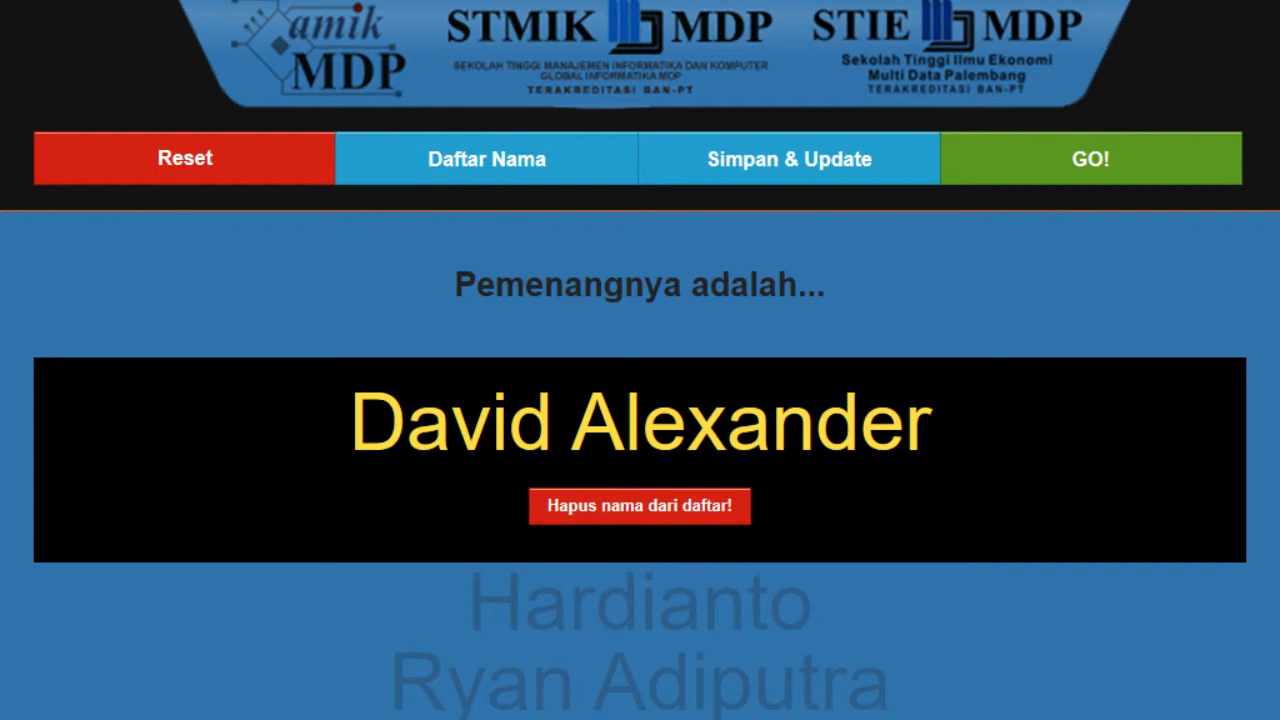 amik
MDP
STMIK MDP
SEKOLAH TINGGI MANAJEMEN INFORMATIKA DAN KOMPUTER
GLOBAL INFORMATIKA MDP
TERAKREDITASI BAN-PT
STIE MDP
Sekolah Tinggi Ilmu Ekonomi
Multi Data Palembang
TERAKREDITASI BAN-PT
Reset
Daftar Nama
Simpan & Update
GO!
Pemenangnya adalah...
David Alexander
Hapus nama dari daftar!
Hardianto
Ryan Adiputra